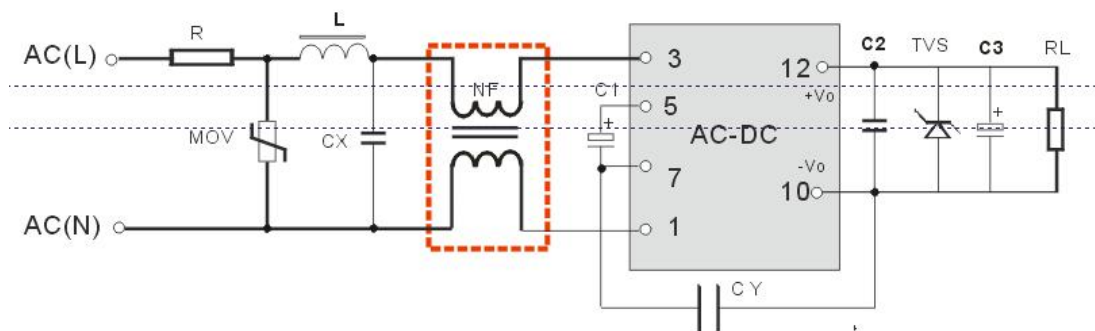 L
R
C2
TVS
C3
RL
AC(L)
3
12
+Vo
NF
C1
5
+
+
MOV
CX
AC-DC
7
-Vo
10
AC(N)
1
CY